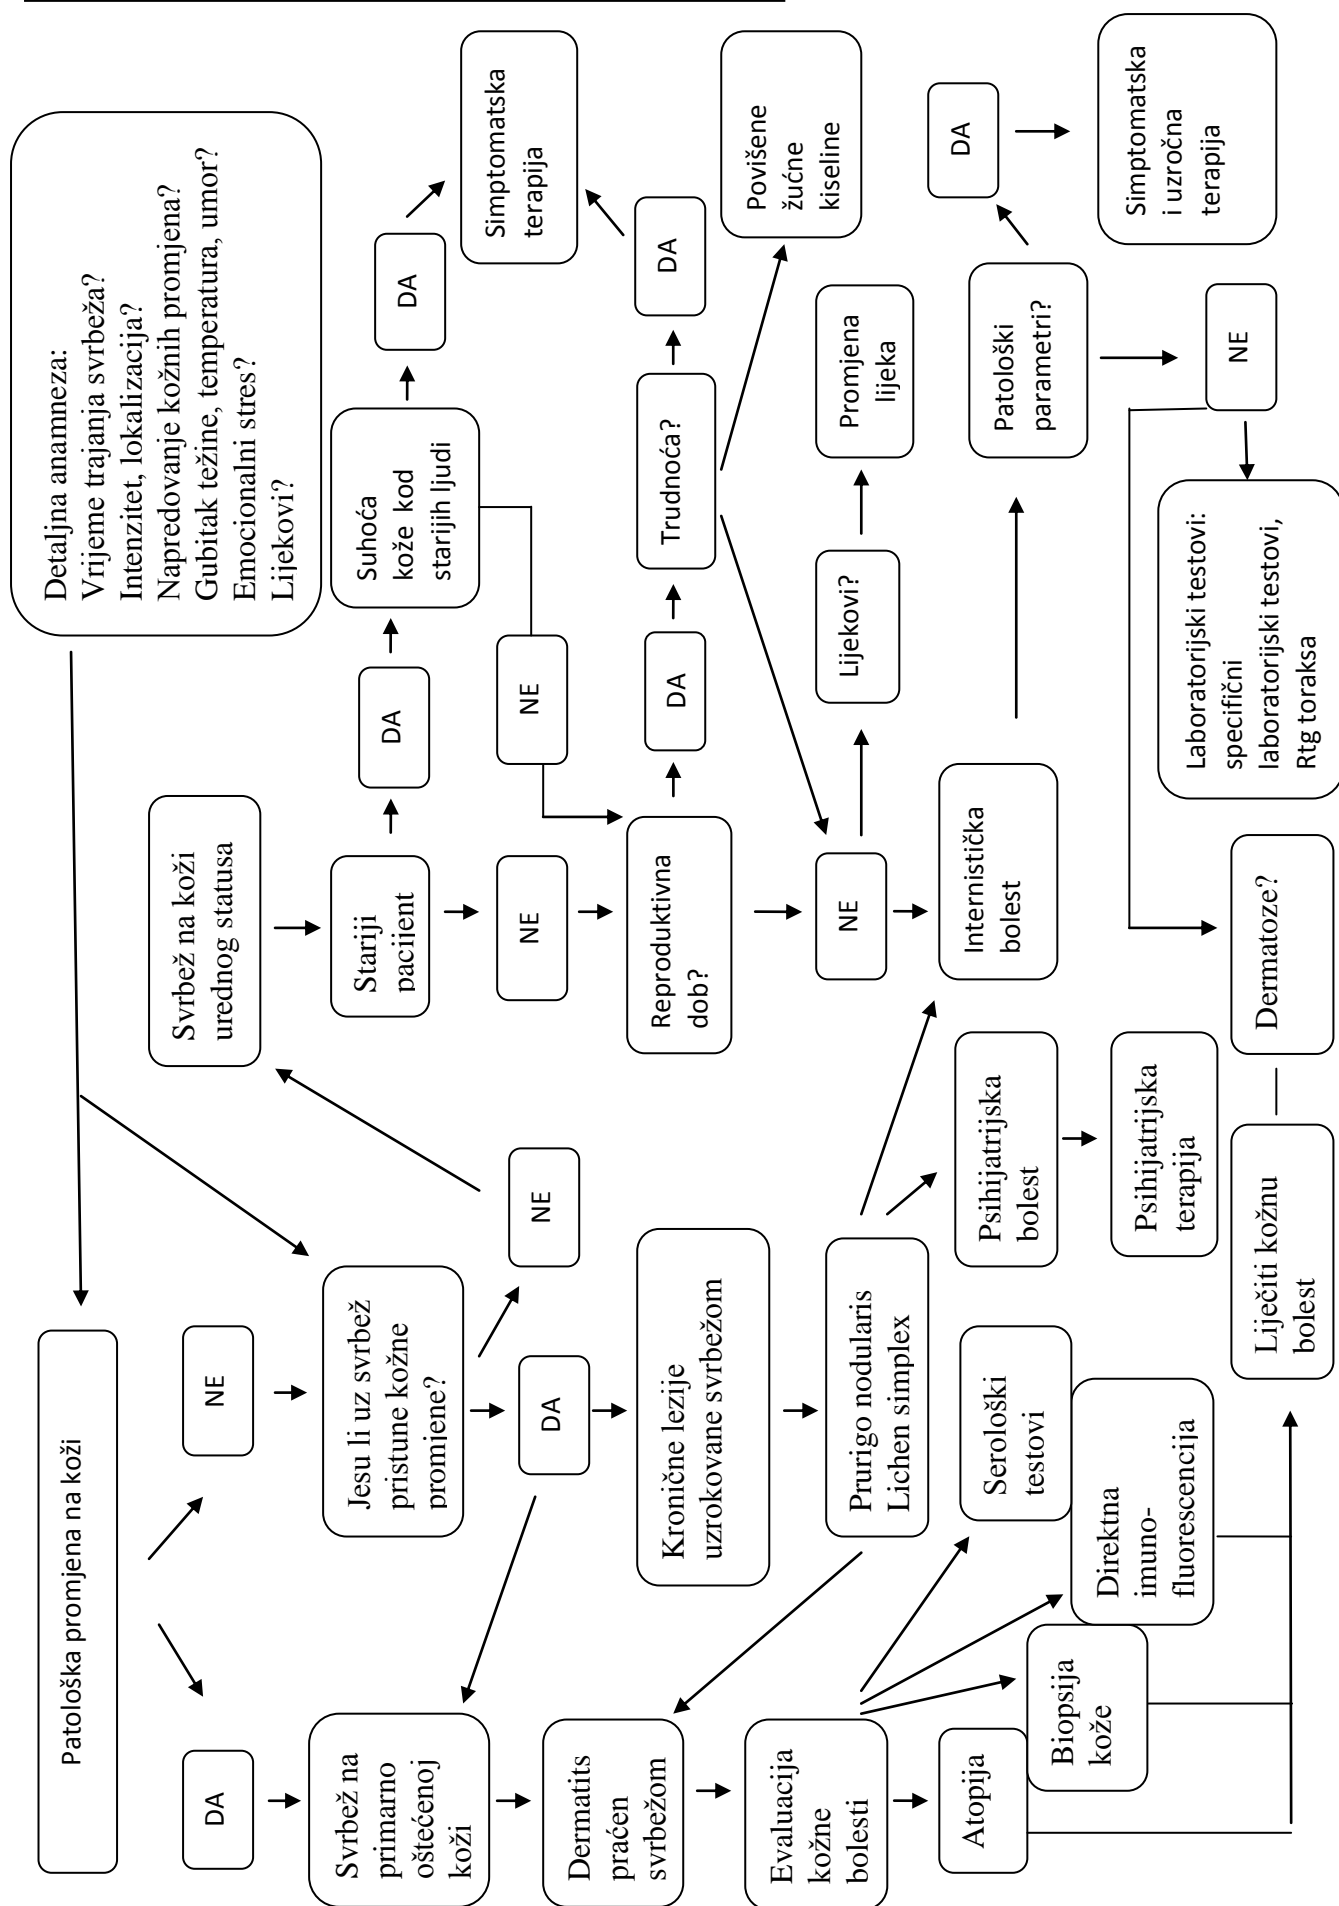 Detaljna anamneza:
Vrijeme trajanja svrbeža?
Intenzitet, lokalizacija?
Napredovanje kožnih promjena?
Gubitak težine, temperatura, umor?
Emocionalni stres?
Lijekovi?
Patološka promjena na koži
DA
NE
Svrbež na koži
urednog statusa
Svrbež na
primarno
oštećenoj
koži
Jesu li uz svrbež
pristune kožne
promjene?
NE
DA
Stariji
pacijent
DA
Suhoća
kože kod
starijih ljudi
DA
Simptomatska
terapija
NE
NE
Dermatits
praćen
svrbežom
Kronične lezije
uzrokovane svrbežom
Reproduktivna
dob?
DA
Trudnoća?
DA
Povišene
žućne
kiseline
Evaluacija
kožne
bolesti
Prurigo nodularis
Lichen simplex
NE
Lijekovi?
Promjena
lijeka
Atopija
Biopsija
kože
Direktna
imuno-
fluorescencija
Serološki
testovi
Psihijatrijska
bolest
Psihijatrijska
terapija
Internistička
bolest
Patološki
parametri?
DA
Simptomatska
i uzročna
terapija
NE
Laboratorijski testovi:
specifični
laboratorijski testovi,
Rtg toraksa
Liječiti kožnu
bolest
Dermatoze?